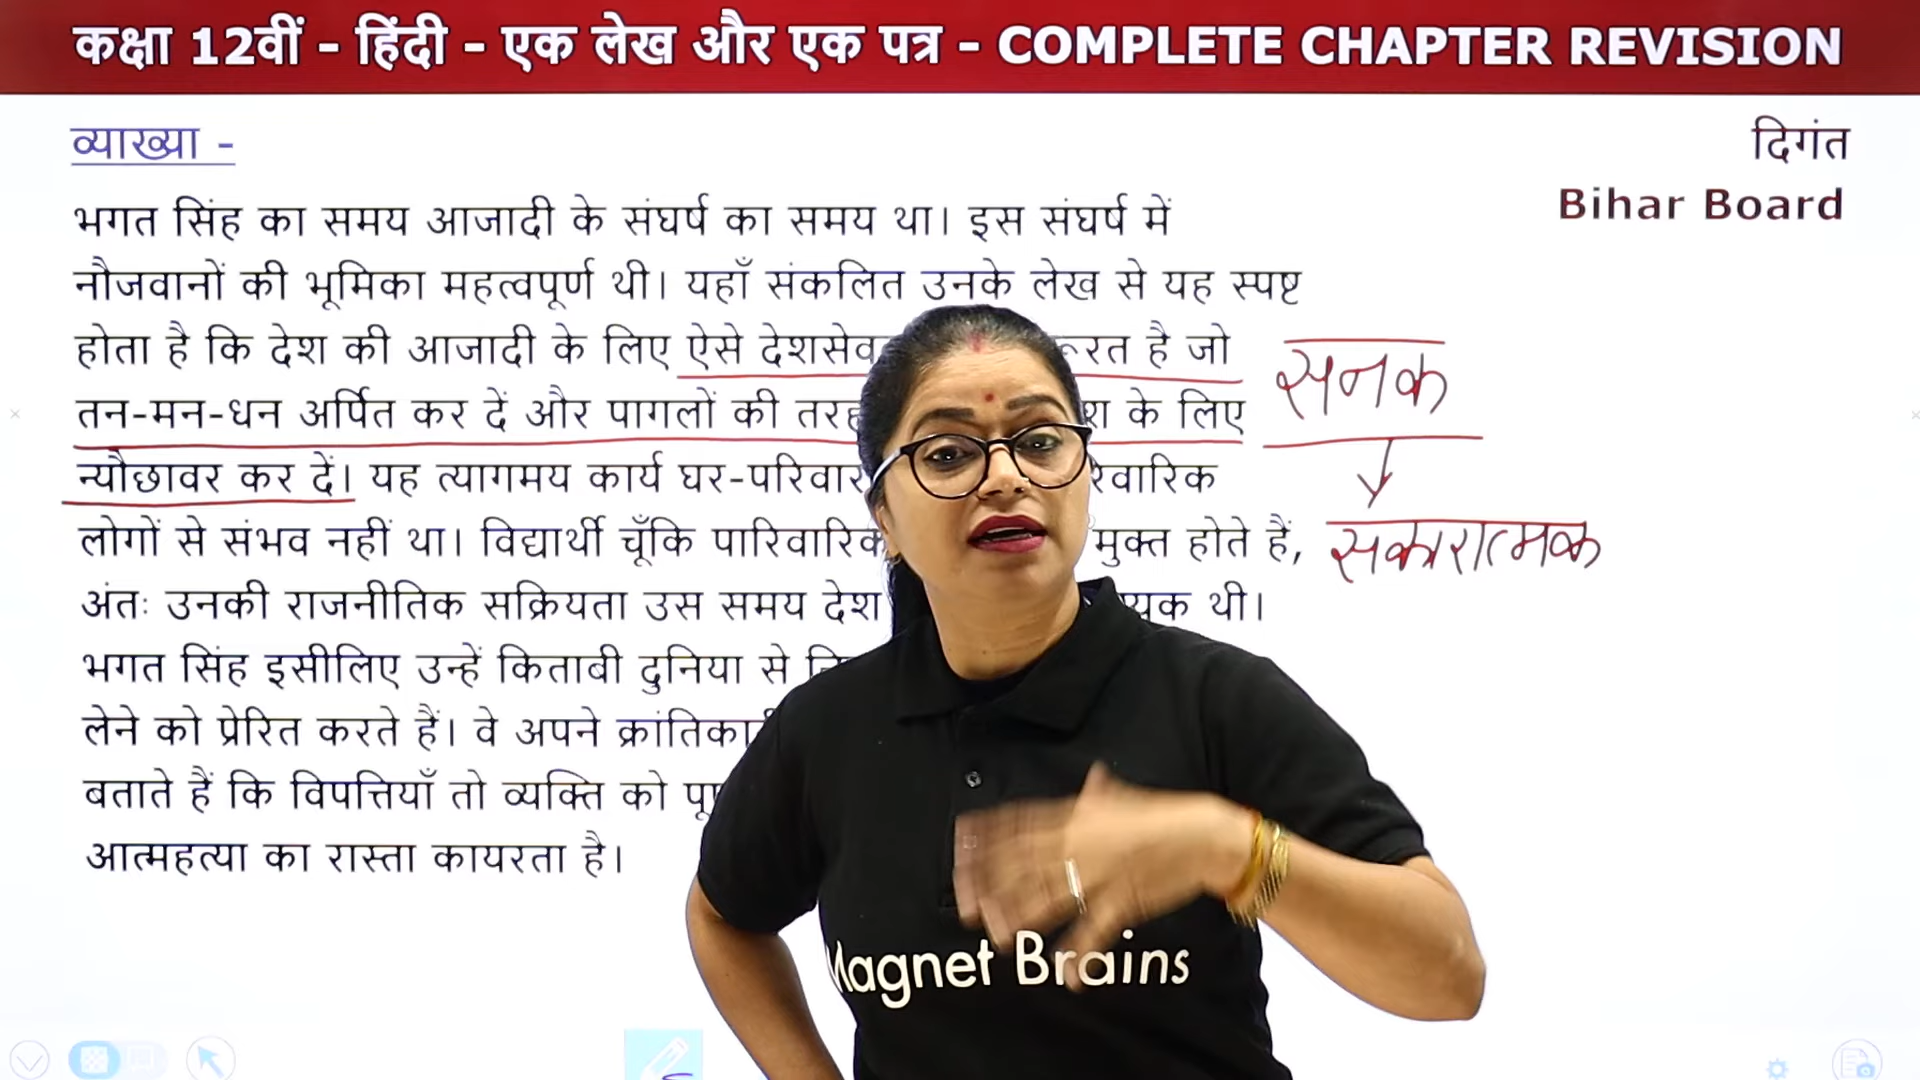 कक्षा 12वीं - हिंदी - एक लेख और एक पत्र - COMPLETE CHAPTER REVISION
व्याख्या -
दिगंत
Bihar Board
भगत सिंह का समय आजादी के संघर्ष का समय था। इस संघर्ष में
नौजवानों की भूमिका महत्वपूर्ण थी। यहाँ संकलित उनके लेख से यह स्पष्ट
होता है कि देश की आजादी के लिए ऐसे है जो
तन-मन-धन अर्पित कर दें और पागलों की तरह के लिए
न्यौछावर कर दें। यह त्यागमय कार्य घर-परिवार
लोगों से संभव नहीं था। विद्यार्थी चूँकि पारिवारिक मुक्त होते हैं,
अंतः उनकी राजनीतिक सक्रियता उस समय देश थी।
भगत सिंह इसीलिए उन्हें किताबी दुनिया से
लेने को प्रेरित करते हैं। वे अपने
बताते हैं कि विपत्तियाँ तो व्यक्ति को
आत्महत्या का रास्ता कायरता है।
सनक
सकारात्मक
Magnet Brains